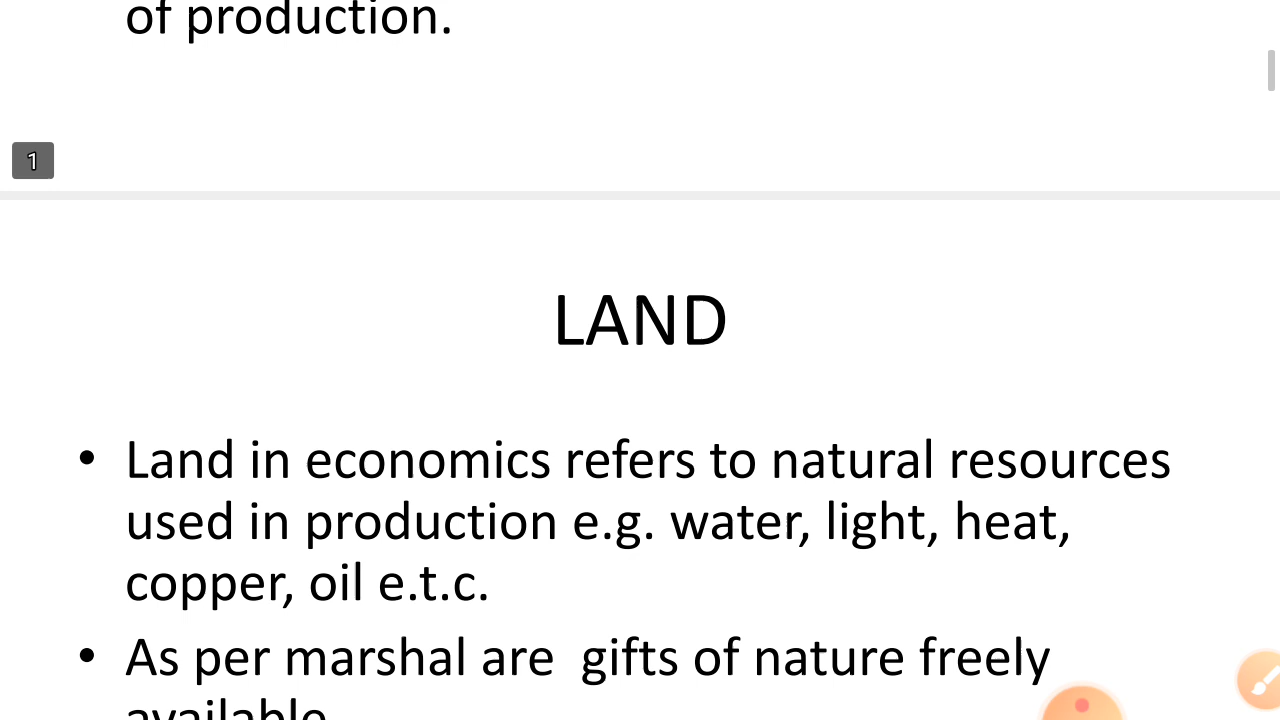 of production.
1
LAND
• Land in economics refers to natural resources
used in production e.g. water, light, heat,
copper, oil e.t.c.
• As per marshal are  gifts of nature freely
available